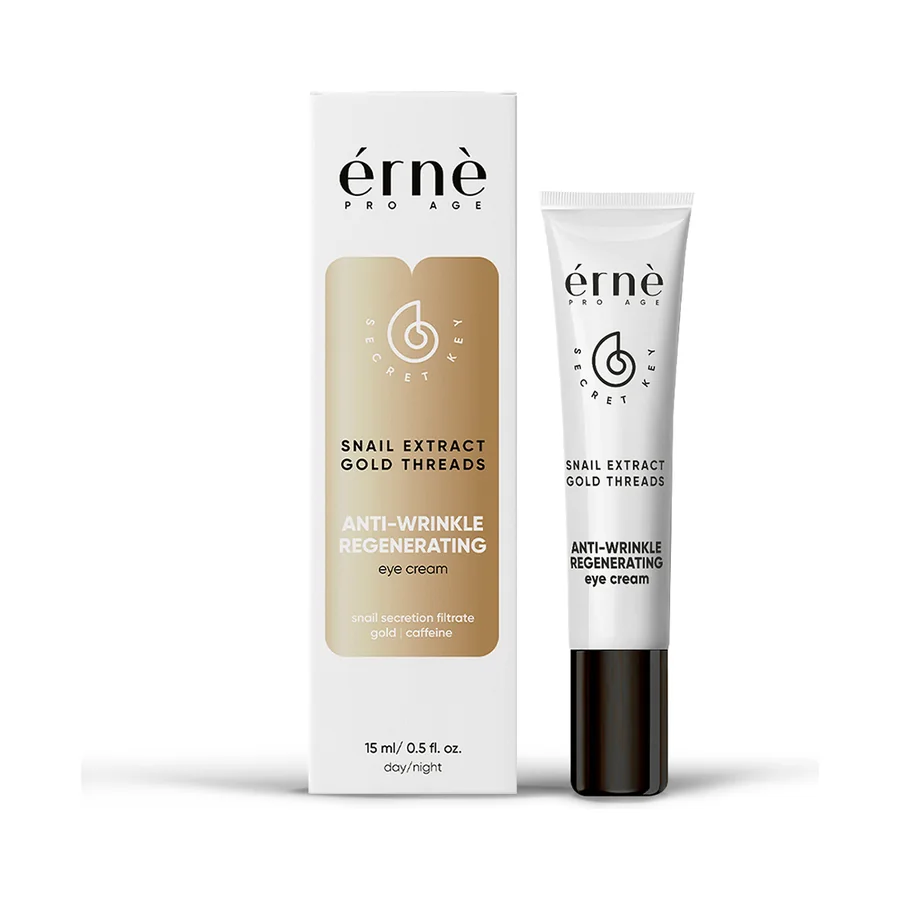 érnè
PRO AGE
SECRET KEY
SNAIL EXTRACT
GOLD THREADS
ANTI-WRINKLE
REGENERATING
eye cream
snail secretion filtrate
gold | caffeine
15 ml/ 0.5 fl. oz.
day/night
érnè
PRO AGE
SECRET KEY
SNAIL EXTRACT
GOLD THREADS
ANTI-WRINKLE
REGENERATING
eye cream